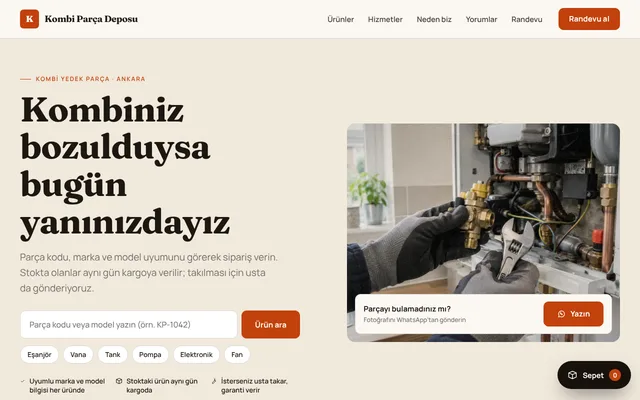 K Kombi Parça Deposu
Ürünler Hizmetler Neden biz Yorumlar Randevu Randevu al
KOMBİ YEDEK PARÇA · ANKARA
Kombiniz
bozulduysa
bugün
yanınızdayız
Parça kodu, marka ve model uyumunu görerek sipariş verin.
Stokta olanlar aynı gün kargoya verilir; takılması için usta
da gönderiyoruz.
Parça kodu veya model yazın (örn. KP-1042) Ürün ara
Eşanjör Vana Tank Pompa Elektronik Fan
Uyumlu marka ve model
bilgisi her üründe
Stoktaki ürün aynı gün
kargoda
İsterseniz usta takar,
garanti verir
Parçayı bulamadınız mı?
Fotoğrafını WhatsApp'tan gönderin
Yazın
Sepet 0